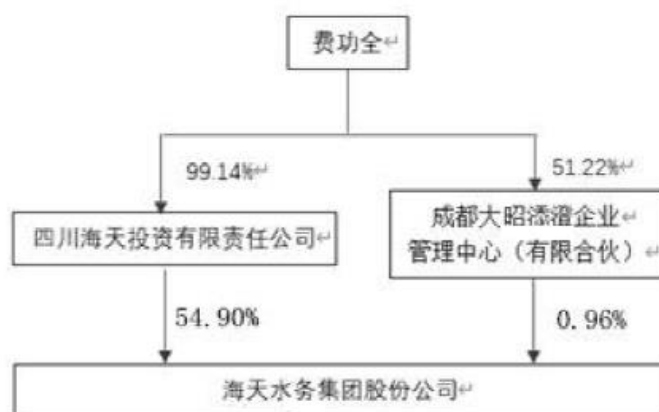 费功全↵
99.14%↵
51.22%↵
四川海天投资有限责任公司↵
成都大昭添澄企业↵
管理中心（有限合伙）↵
54.90%
0.96%
海天水务集团股份公司↵